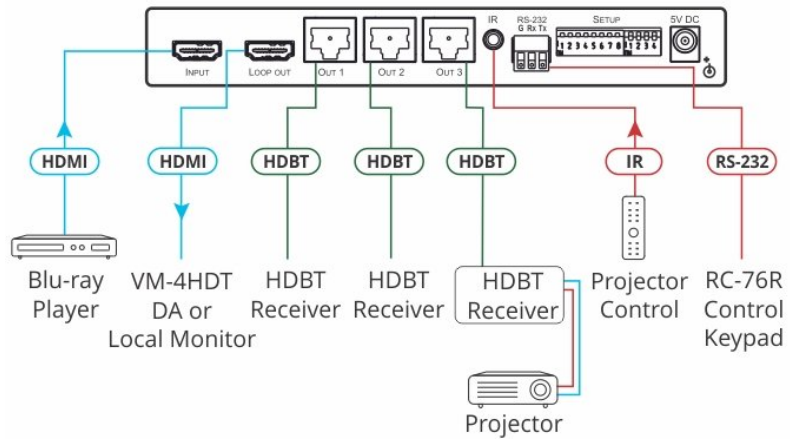 IR RS-232 SETUP 5V DC
G Rx Tx
1 2 3 4 5 6 7 8 1 2 3 4
INPUT LOOP OUT OUT 1 OUT 2 OUT 3
HDMI HDMI HDBT HDBT HDBT IR RS-232
Blu-ray
Player
VM-4HDT
DA or
Local Monitor
HDBT
Receiver
HDBT
Receiver
HDBT
Receiver
Projector
Control
RC-76R
Control
Keypad
Projector